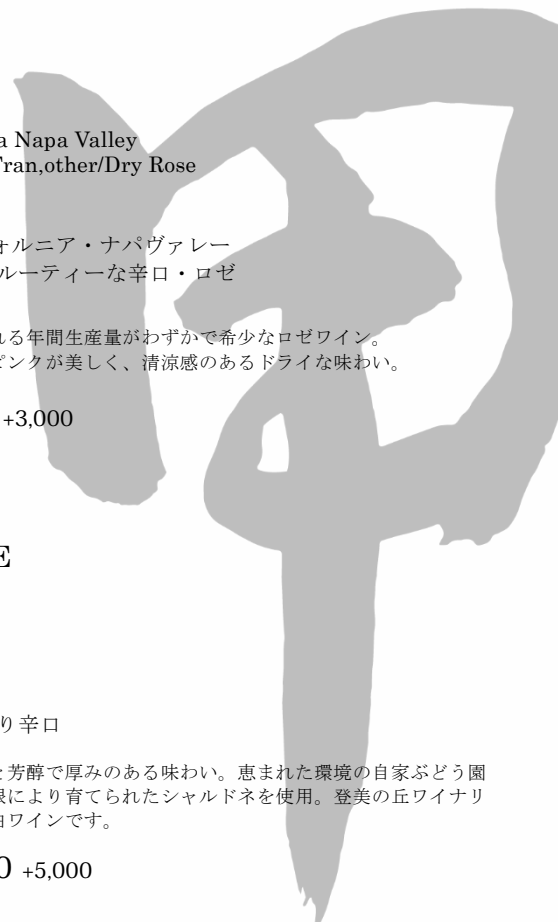 a Napa Valley
Fran,other/Dry Rose
ォルニア・ナパヴァレー
ルーティーな辛口・ロゼ
れる年間生産量がわずかで希少なロゼワイン。
ピンクが美しく、清涼感のあるドライな味わい。
+3,000
E
り辛口
芳醇で厚みのある味わい。恵まれた環境の自家ぶどう園
により育てられたシャルドネを使用。登美の丘ワイナリ
白ワインです。
0 +5,000